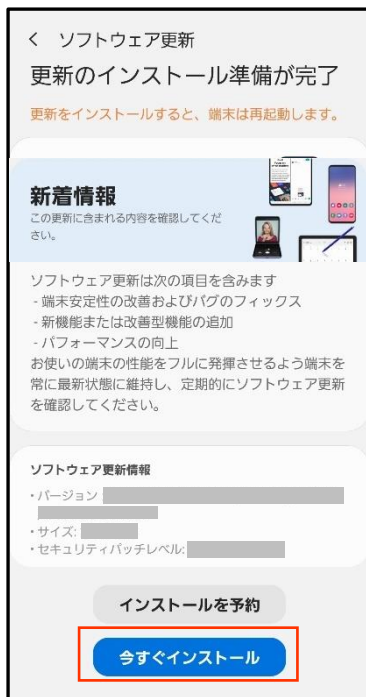 < ソフトウェア更新
更新のインストール準備が完了
更新をインストールすると、端末は再起動します。
新着情報
この更新に含まれる内容を確認してくだ
さい。
ソフトウェア更新は次の項目を含みます
- 端末安定性の改善およびバグのフィックス
- 新機能または改善型機能の追加
- パフォーマンスの向上
お使いの端末の性能をフルに発揮させるよう端末を
常に最新状態に維持し、定期的にソフトウェア更新
を確認してください。
ソフトウェア更新情報
・バージョン
・サイズ:
・セキュリティパッチレベル:
インストールを予約
今すぐインストール